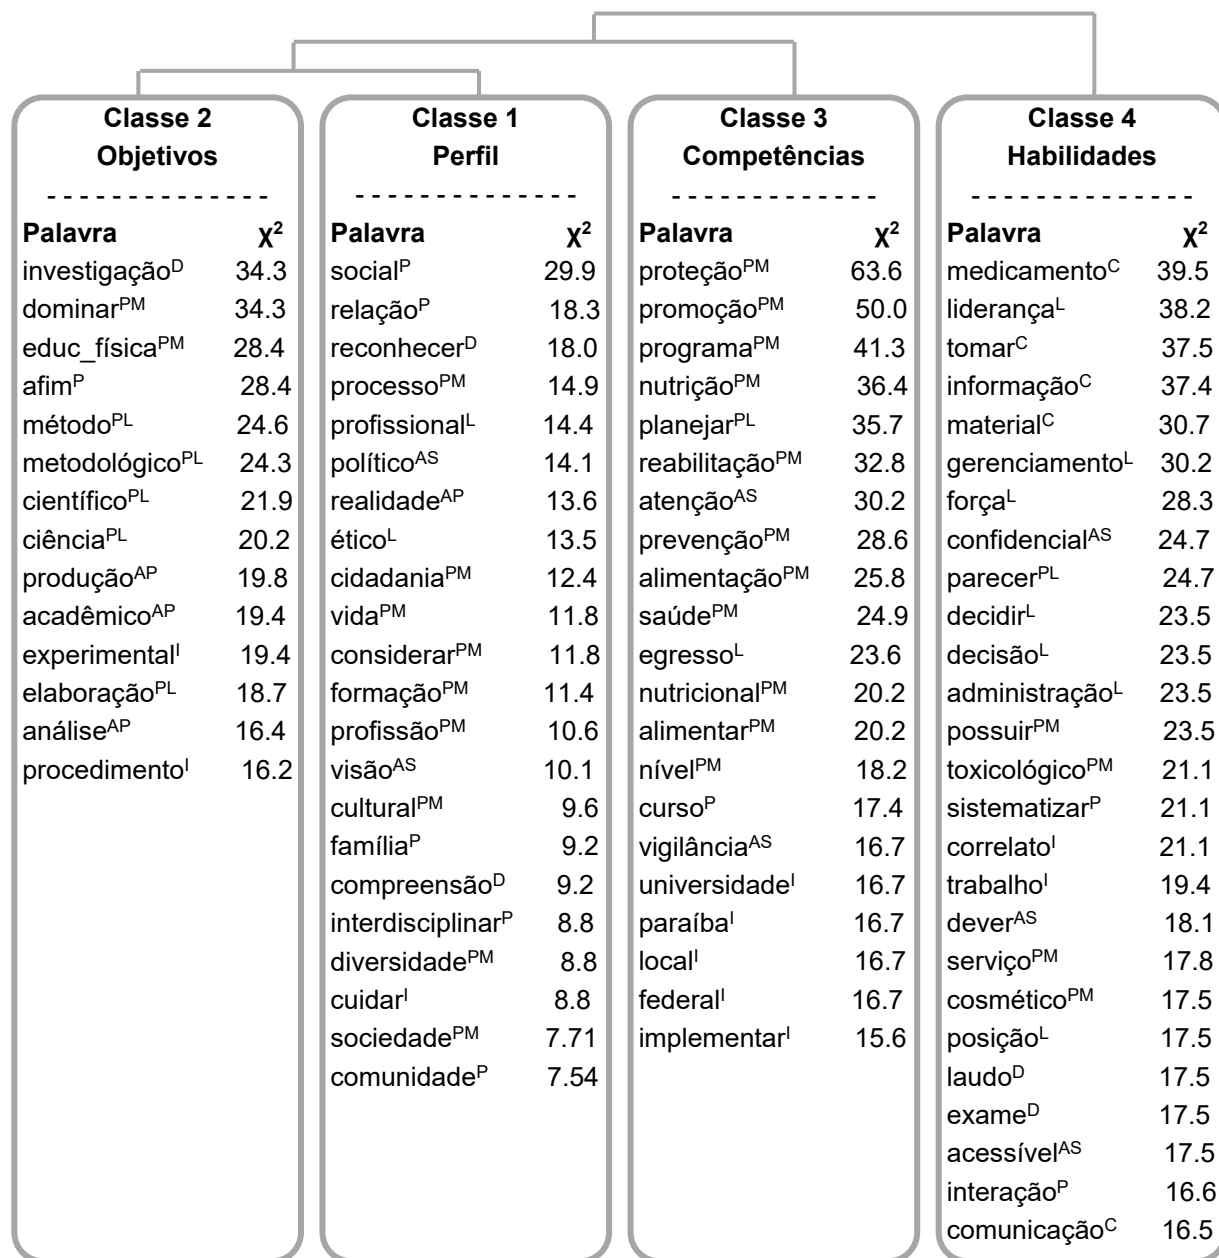 Classe 2
Objetivos
- - - - - - - - - - - - - -
Palavra χ²
investigaçãoᴰ 34.3
dominarᴾᴹ 34.3
educ_físicaᴾᴹ 28.4
afimᴾ 28.4
métodoᴾᴸ 24.6
metodológicoᴾᴸ 24.3
científicoᴾᴸ 21.9
ciênciaᴾᴸ 20.2
produçãoᴬᴾ 19.8
acadêmicoᴬᴾ 19.4
experimentalᴵ 19.4
elaboraçãoᴾᴸ 18.7
análiseᴬᴾ 16.4
procedimentoᴵ 16.2
Classe 1
Perfil
- - - - - - - - - - - - - -
Palavra χ²
socialᴾ 29.9
relaçãoᴾ 18.3
reconhecerᴰ 18.0
processoᴾᴹ 14.9
profissionalᴸ 14.4
políticoᴬˢ 14.1
realidadeᴬᴾ 13.6
éticoᴸ 13.5
cidadaniaᴾᴹ 12.4
vidaᴾᴹ 11.8
considerarᴾᴹ 11.8
formaçãoᴾᴹ 11.4
profissãoᴾᴹ 10.6
visãoᴬˢ 10.1
culturalᴾᴹ 9.6
famíliaᴾ 9.2
compreensãoᴰ 9.2
interdisciplinarᴾ 8.8
diversidadeᴾᴹ 8.8
cuidarᴵ 8.8
sociedadeᴾᴹ 7.71
comunidadeᴾ 7.54
Classe 3
Competências
- - - - - - - - - - - - -
Palavra χ²
proteçãoᴾᴹ 63.6
promoçãoᴾᴹ 50.0
programaᴾᴹ 41.3
nutriçãoᴾᴹ 36.4
planejarᴾᴸ 35.7
reabilitaçãoᴾᴹ 32.8
atençãoᴬˢ 30.2
prevençãoᴾᴹ 28.6
alimentaçãoᴾᴹ 25.8
saúdeᴾᴹ 24.9
egressoᴸ 23.6
nutricionalᴾᴹ 20.2
alimentarᴾᴹ 20.2
nívelᴾᴹ 18.2
cursoᴾ 17.4
vigilânciaᴬˢ 16.7
universidadeᴵ 16.7
paraíbaᴵ 16.7
localᴵ 16.7
federalᴵ 16.7
implementarᴵ 15.6
Classe 4
Habilidades
- - - - - - - - - - - - - -
Palavra χ²
medicamentoᶜ 39.5
liderançaᴸ 38.2
tomarᶜ 37.5
informaçãoᶜ 37.4
materialᶜ 30.7
gerenciamentoᴸ 30.2
forçaᴸ 28.3
confidencialᴬˢ 24.7
parecerᴾᴸ 24.7
decidirᴸ 23.5
decisãoᴸ 23.5
administraçãoᴸ 23.5
possuirᴾᴹ 23.5
toxicológicoᴾᴹ 21.1
sistematizarᴾ 21.1
correlatoᴵ 21.1
trabalhoᴵ 19.4
deverᴬˢ 18.1
serviçoᴾᴹ 17.8
cosméticoᴾᴹ 17.5
posiçãoᴸ 17.5
laudoᴰ 17.5
exameᴰ 17.5
acessívelᴬˢ 17.5
interaçãoᴾ 16.6
comunicaçãoᶜ 16.5